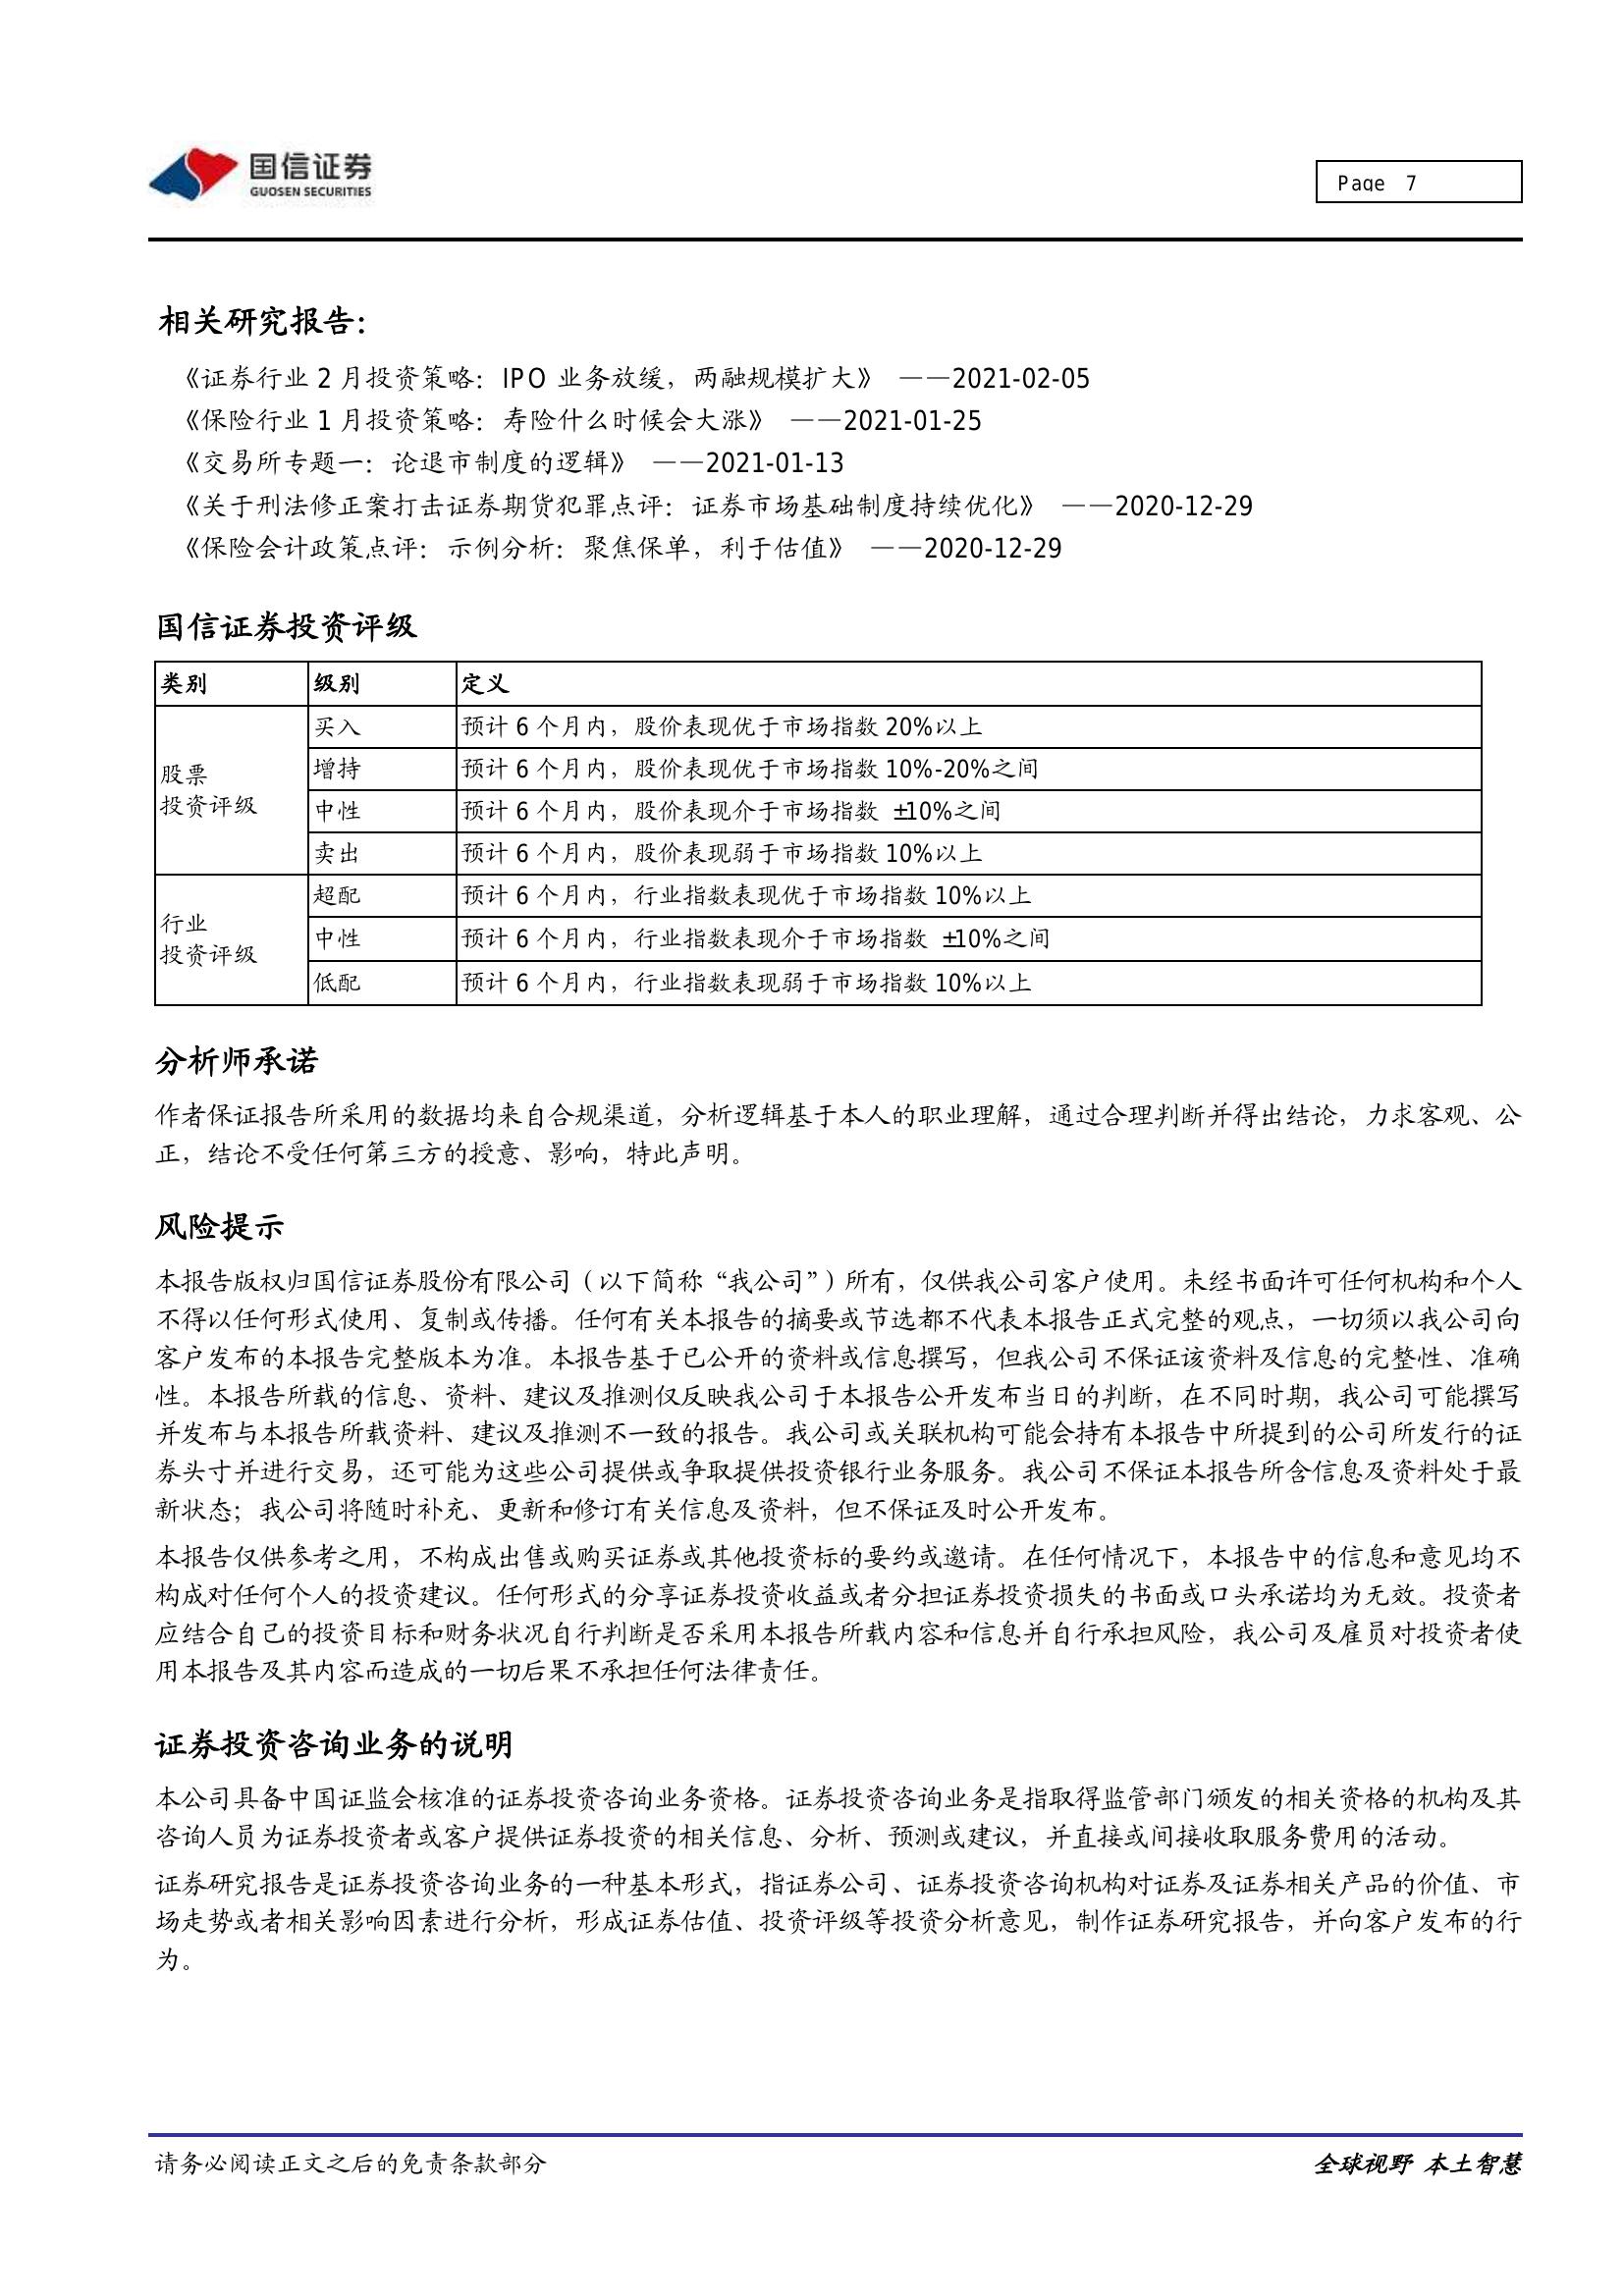 国信证券
GUOSEN SECURITIES
Page 7
相关研究报告：
《证券行业 2 月投资策略：IPO 业务放缓，两融规模扩大》 ——2021-02-05
《保险行业 1 月投资策略：寿险什么时候会大涨》 ——2021-01-25
《交易所专题一：论退市制度的逻辑》 ——2021-01-13
《关于刑法修正案打击证券期货犯罪点评：证券市场基础制度持续优化》 ——2020-12-29
《保险会计政策点评：示例分析：聚焦保单，利于估值》 ——2020-12-29
国信证券投资评级
类别 级别 定义
股票
投资评级
买入 预计 6 个月内，股价表现优于市场指数 20%以上
增持 预计 6 个月内，股价表现优于市场指数 10%-20%之间
中性 预计 6 个月内，股价表现介于市场指数 ±10%之间
卖出 预计 6 个月内，股价表现弱于市场指数 10%以上
行业
投资评级
超配 预计 6 个月内，行业指数表现优于市场指数 10%以上
中性 预计 6 个月内，行业指数表现介于市场指数 ±10%之间
低配 预计 6 个月内，行业指数表现弱于市场指数 10%以上
分析师承诺
作者保证报告所采用的数据均来自合规渠道，分析逻辑基于本人的职业理解，通过合理判断并得出结论，力求客观、公
正，结论不受任何第三方的授意、影响，特此声明。
风险提示
本报告版权归国信证券股份有限公司（以下简称“我公司”）所有，仅供我公司客户使用。未经书面许可任何机构和个人
不得以任何形式使用、复制或传播。任何有关本报告的摘要或节选都不代表本报告正式完整的观点，一切须以我公司向
客户发布的本报告完整版本为准。本报告基于已公开的资料或信息撰写，但我公司不保证该资料及信息的完整性、准确
性。本报告所载的信息、资料、建议及推测仅反映我公司于本报告公开发布当日的判断，在不同时期，我公司可能撰写
并发布与本报告所载资料、建议及推测不一致的报告。我公司或关联机构可能会持有本报告中所提到的公司所发行的证
券头寸并进行交易，还可能为这些公司提供或争取提供投资银行业务服务。我公司不保证本报告所含信息及资料处于最
新状态；我公司将随时补充、更新和修订有关信息及资料，但不保证及时公开发布。
本报告仅供参考之用，不构成出售或购买证券或其他投资标的要约或邀请。在任何情况下，本报告中的信息和意见均不
构成对任何个人的投资建议。任何形式的分享证券投资收益或者分担证券投资损失的书面或口头承诺均为无效。投资者
应结合自己的投资目标和财务状况自行判断是否采用本报告所载内容和信息并自行承担风险，我公司及雇员对投资者使
用本报告及其内容而造成的一切后果不承担任何法律责任。
证券投资咨询业务的说明
本公司具备中国证监会核准的证券投资咨询业务资格。证券投资咨询业务是指取得监管部门颁发的相关资格的机构及其
咨询人员为证券投资者或客户提供证券投资的相关信息、分析、预测或建议，并直接或间接收取服务费用的活动。
证券研究报告是证券投资咨询业务的一种基本形式，指证券公司、证券投资咨询机构对证券及证券相关产品的价值、市
场走势或者相关影响因素进行分析，形成证券估值、投资评级等投资分析意见，制作证券研究报告，并向客户发布的行
为。
请务必阅读正文之后的免责条款部分
全球视野 本土智慧